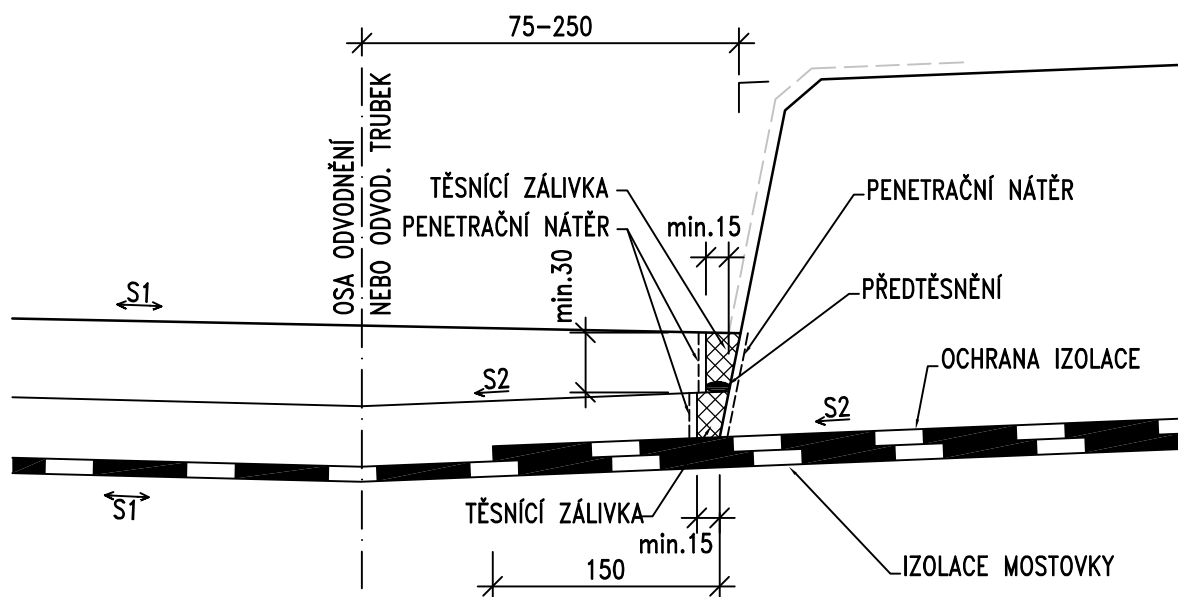 75-250
OSA ODVODNĚNÍ
NEBO ODVOD. TRUBEK
TĚSNÍCÍ ZÁLIVKA
PENETRAČNÍ NÁTĚR
PENETRAČNÍ NÁTĚR
min.15
min.30
PŘEDTĚSNĚNÍ
S1
OCHRANA IZOLACE
S2
S2
S1
TĚSNÍCÍ ZÁLIVKA
min.15
150
IZOLACE MOSTOVKY